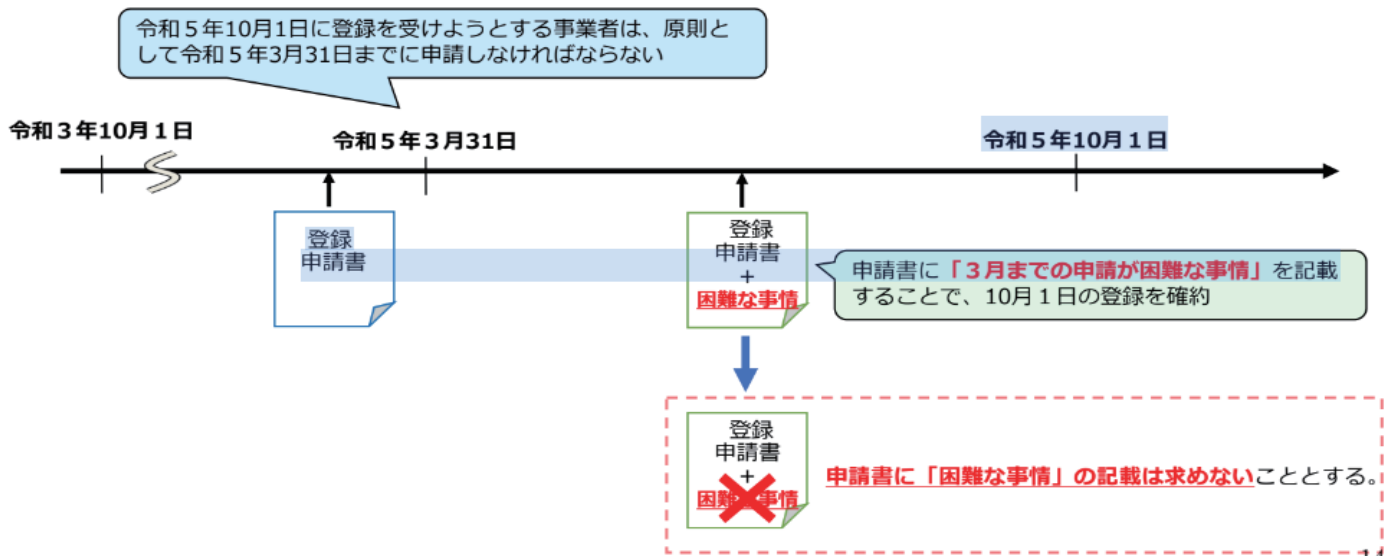 令和５年10月1日に登録を受けようとする事業者は、原則と
して令和５年3月31日までに申請しなければならない
令和３年10月１日
令和５年３月31日
令和５年10月１日
登録
申請書
登録
申請書
+
困難な事情
申請書に「３月までの申請が困難な事情」を記載
することで、10月１日の登録を確約
登録
申請書
+
困難な事情
申請書に「困難な事情」の記載は求めないこととする。